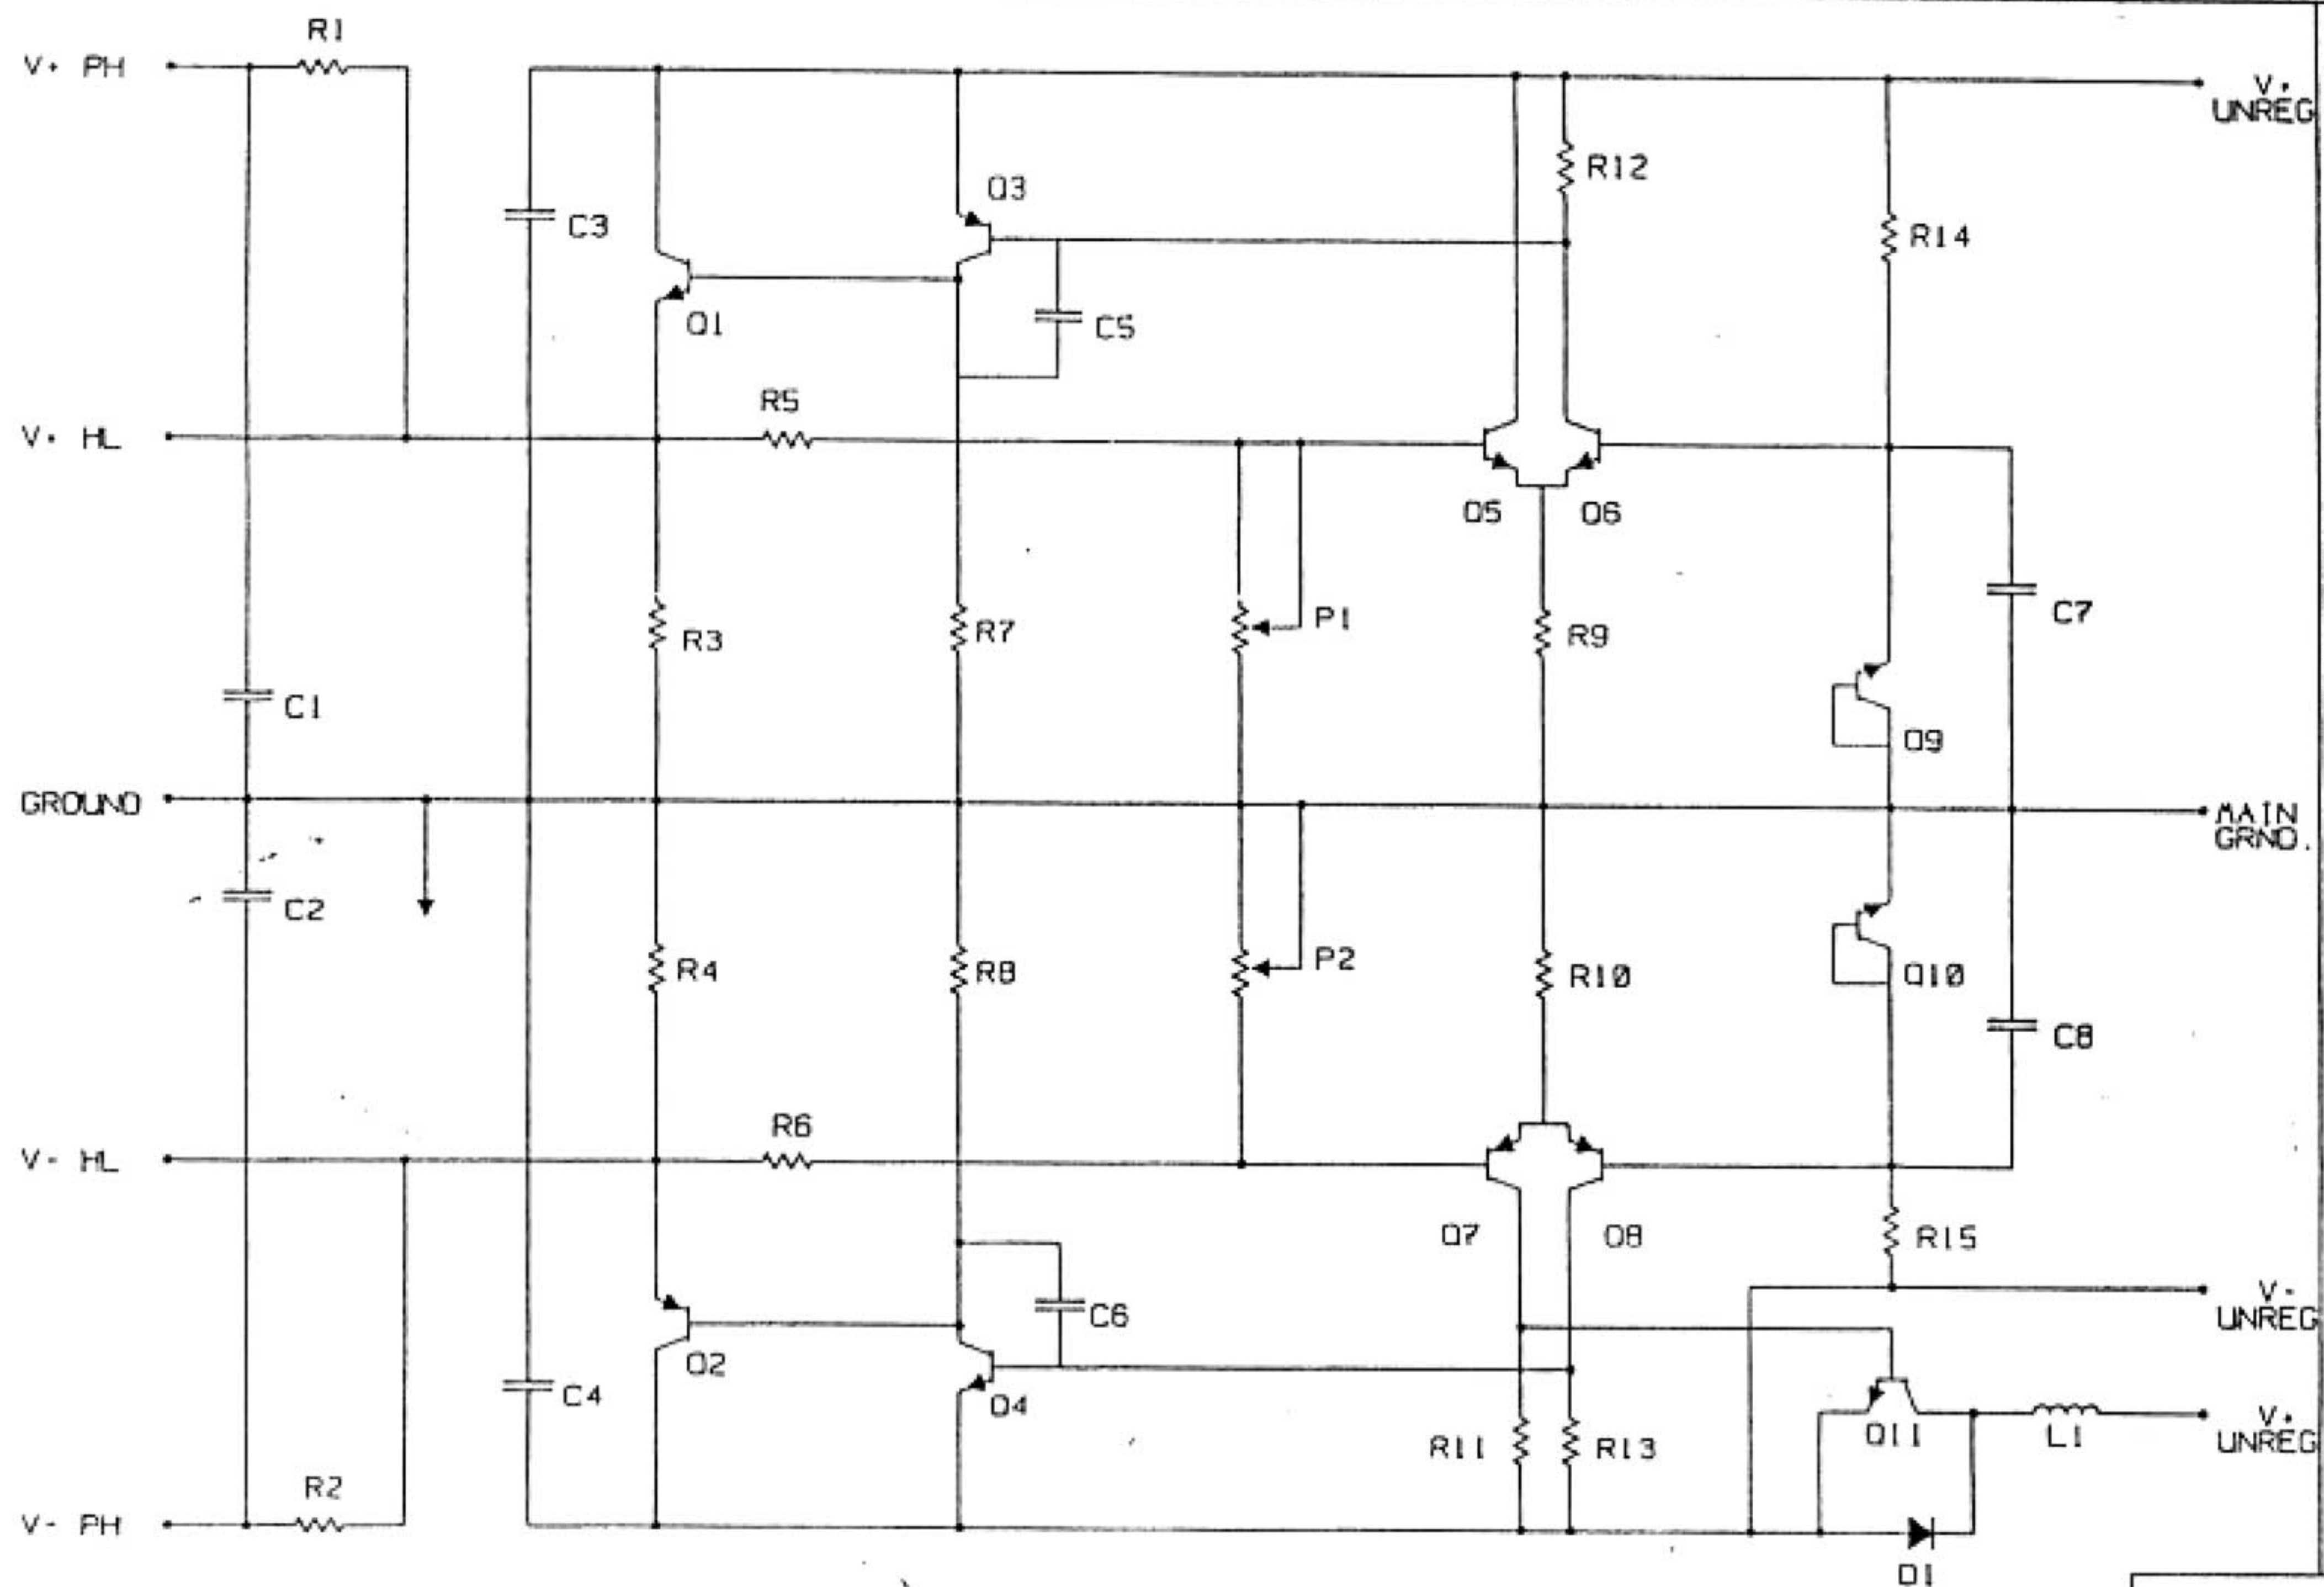 R1
V+ PH
V+
UNREG
R12
Q3
C3
R14
Q1
C5
R5
V+ HL
Q5
Q6
C7
R3
R7
P1
R9
C1
Q9
GROUND
MAIN
GRND.
C2
R4
R8
P2
R10
Q10
C8
R6
V- HL
Q7
Q8
R15
V-
UNREG
C6
Q2
C4
Q4
R11
R13
Q11
L1
V+
UNREG
R2
V- PH
D1